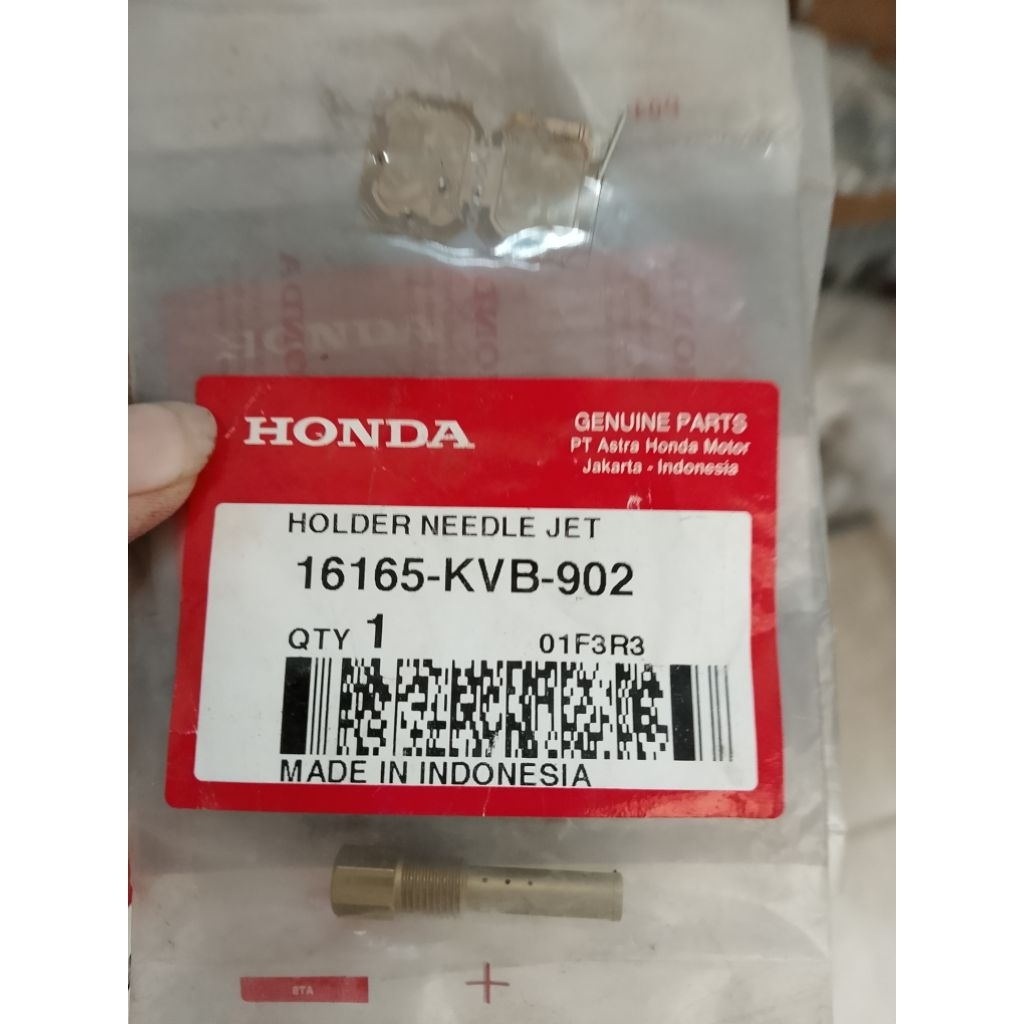 HONDA
HONDA
GENUINE PARTS
PT Astra Honda Motor
Jakarta - Indonesia
HOLDER NEEDLE JET
16165-KVB-902
QTY 1
01F3R3
MADE IN INDONESIA